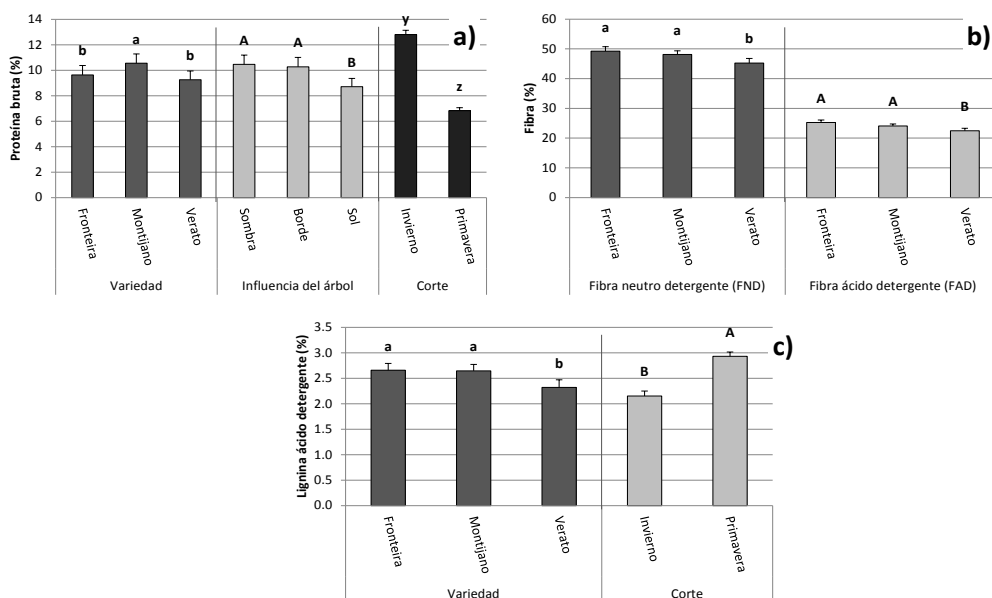 a)
Proteína bruta (%)
14
12
10
8
6
4
2
0
b a b A A B y z
Fronteira Montijano Verato Sombra Borde Sol Invierno Primavera
Variedad Influencia del árbol Corte
b)
Fibra (%)
60
50
40
30
20
10
0
a a b A A B
Fronteira Montijano Verato Fronteira Montijano Verato
Fibra neutro detergente (FND) Fibra ácido detergente (FAD)
c)
Lignina ácido detergente (%)
3.5
3.0
2.5
2.0
1.5
1.0
0.5
0.0
a a b B A
Fronteira Montijano Verato Invierno Primavera
Variedad Corte